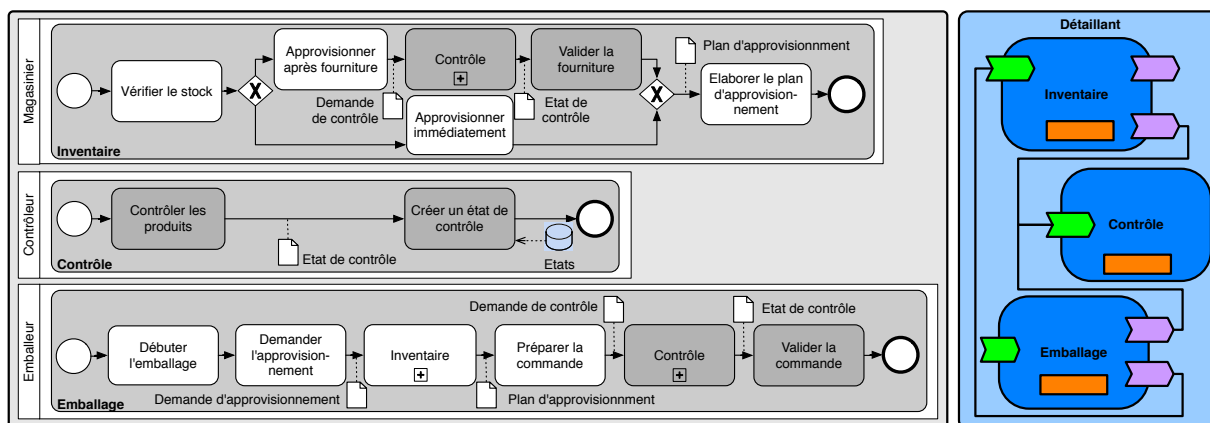 Magasinier
Vérifier le stock
Approvisionner
après fourniture
Demande
de contrôle
Contrôle
Approvisionner
immédiatement
Etat de
contrôle
Valider la
fourniture
Plan d'approvisionnment
Elaborer le plan
d'approvision-
nement
Inventaire
Contrôleur
Contrôler les
produits
Etat de contrôle
Créer un état de
contrôle
Etats
Contrôle
Emballeur
Débuter
l'emballage
Demander
l'approvision-
nement
Demande d'approvisionnement
Inventaire
Plan d'approvisionnment
Préparer la
commande
Demande de contrôle
Contrôle
Etat de contrôle
Valider la
commande
Emballage
Détaillant
Inventaire
Contrôle
Emballage